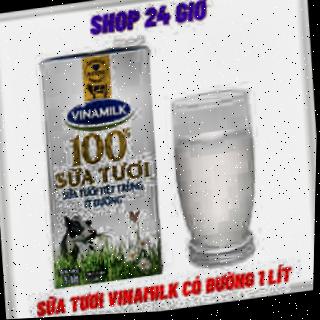 SHOP 24 GIỜ
VINAMILK
100%
SỮA TƯƠI
SỮA TƯƠI TIỆT TRÙNG
ÍT ĐƯỜNG
SỮA TƯƠI VINAMILK CÓ ĐƯỜNG 1 LÍT